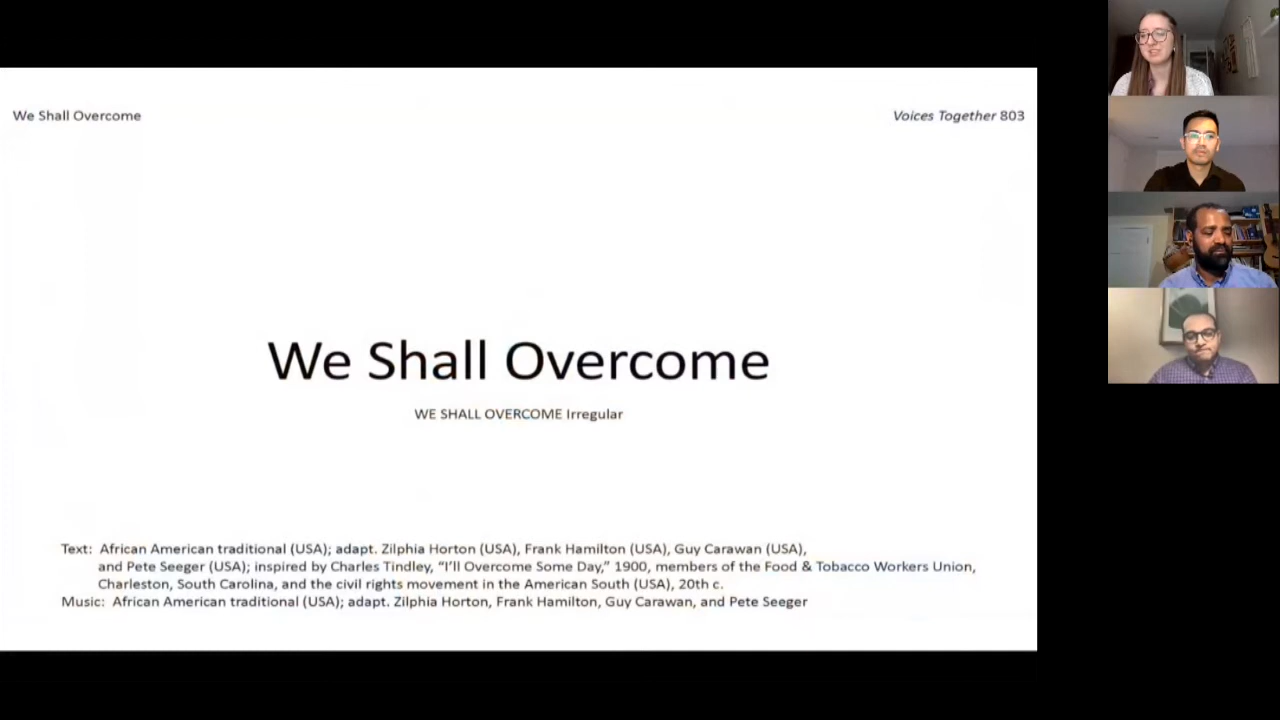 We Shall Overcome
Voices Together 803
We Shall Overcome
WE SHALL OVERCOME Irregular
Text: African American traditional (USA); adapt. Zilphia Horton (USA), Frank Hamilton (USA), Guy Carawan (USA),
and Pete Seeger (USA); inspired by Charles Tindley, “I’ll Overcome Some Day,” 1900, members of the Food & Tobacco Workers Union,
Charleston, South Carolina, and the civil rights movement in the American South (USA), 20th c.
Music: African American traditional (USA); adapt. Zilphia Horton, Frank Hamilton, Guy Carawan, and Pete Seeger